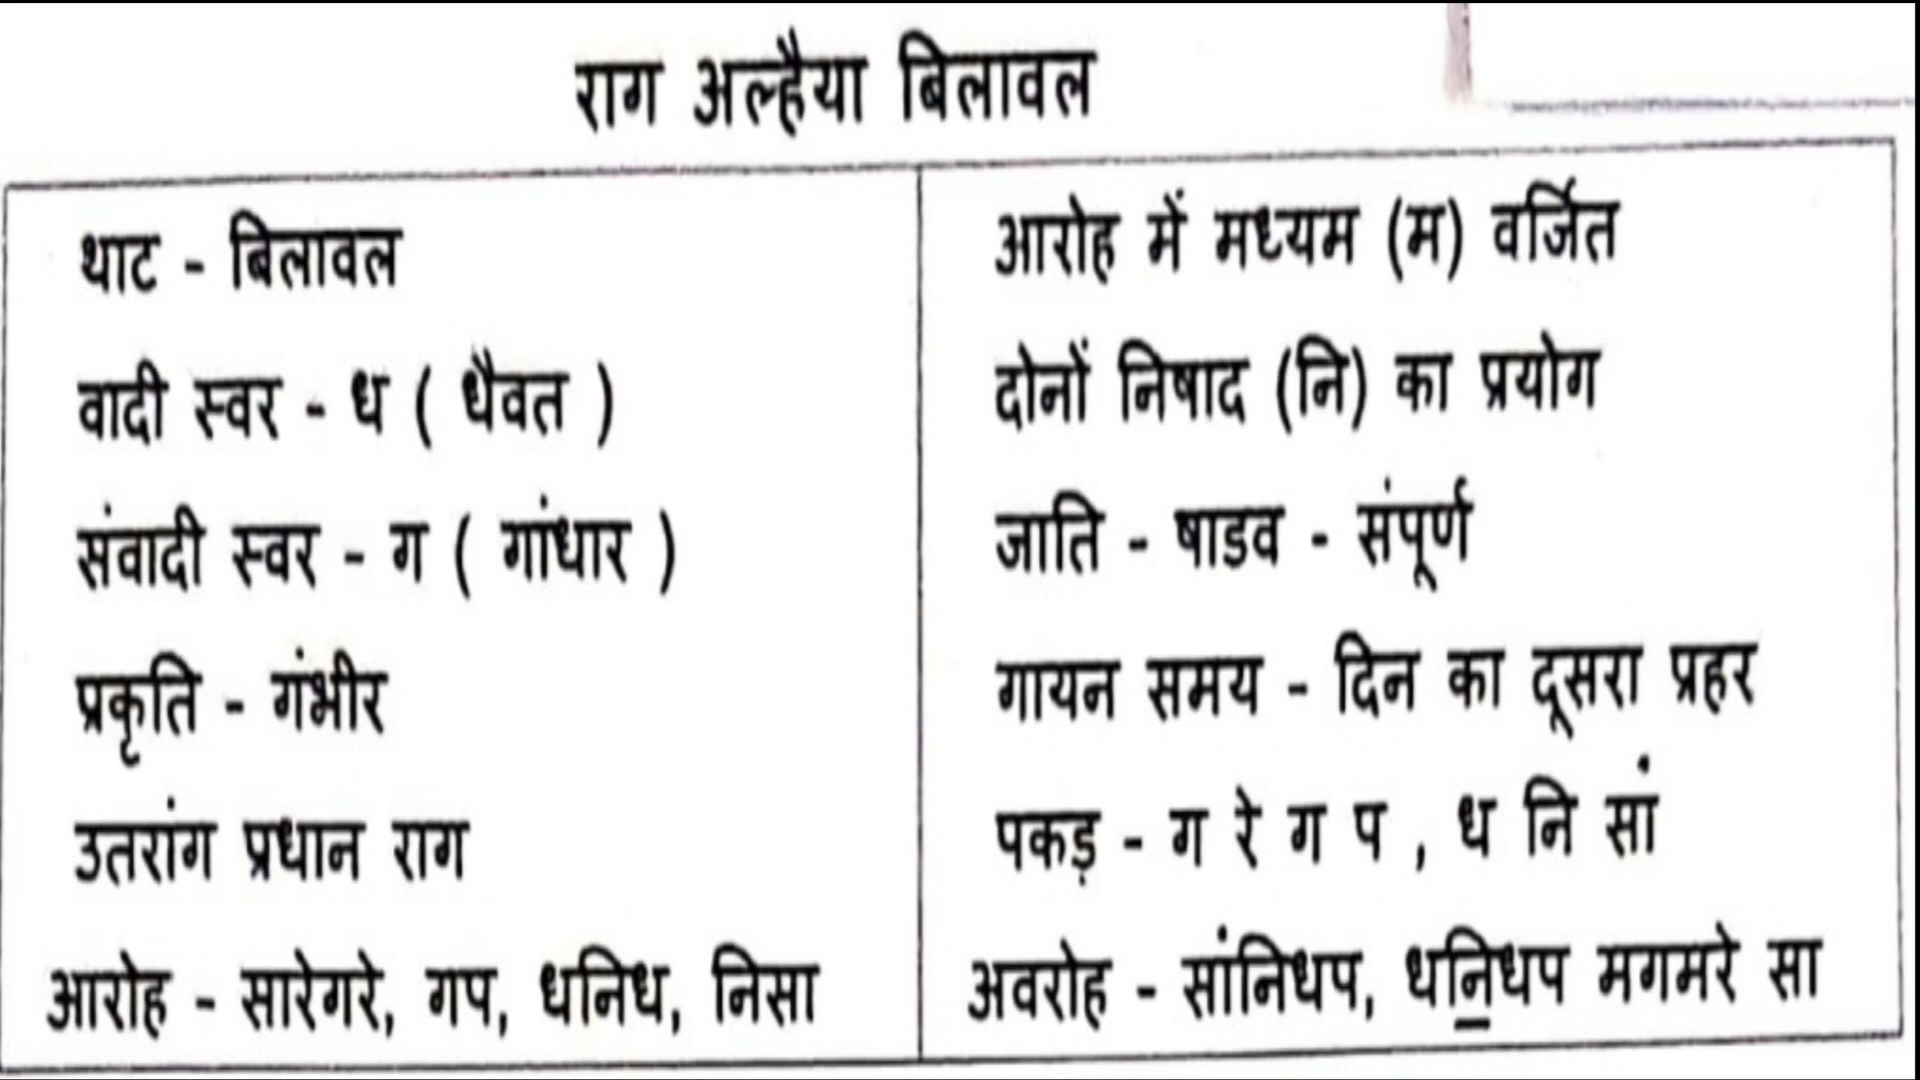 राग अल्हैया बिलावल
थाट - बिलावल
वादी स्वर - ध ( धैवत )
संवादी स्वर - ग ( गांधार )
प्रकृति - गंभीर
उतरांग प्रधान राग
आरोह - सारेगरे, गप, धनिध, निसा
आरोह में मध्यम (म) वर्जित
दोनों निषाद (नि) का प्रयोग
जाति - षाडव - संपूर्ण
गायन समय - दिन का दूसरा प्रहर
पकड़ - ग रे ग प , ध नि सां
अवरोह - सांनिधप, धनि॒धप मगमरे सा